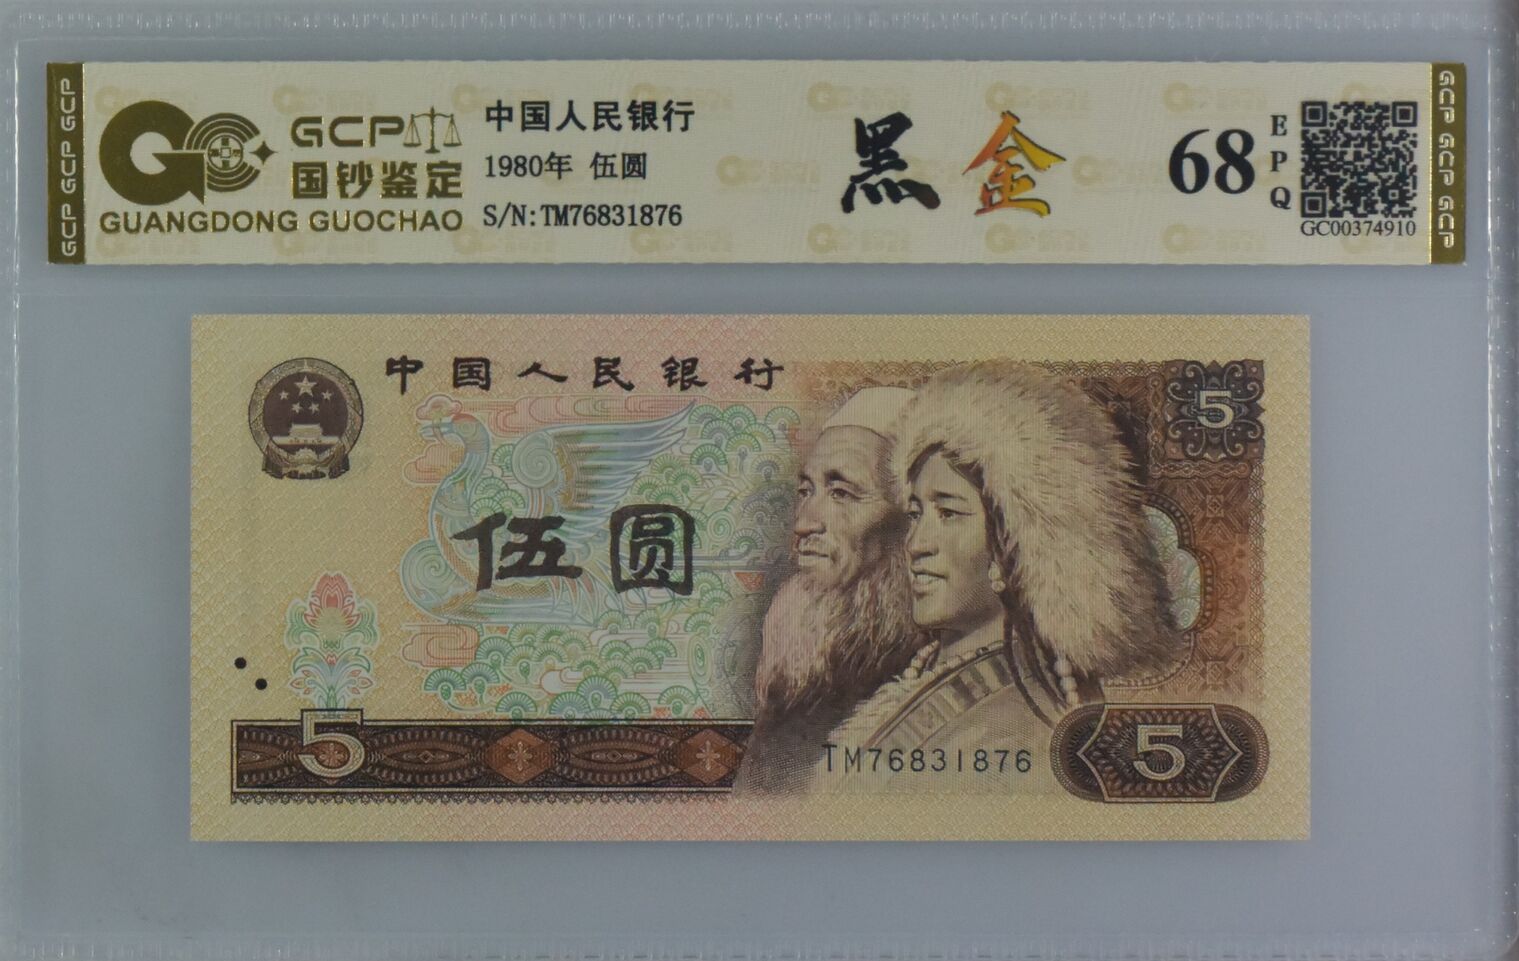 GCP GCP GCP
GCP
国钞鉴定
GUANGDONG GUOCHAO
中国人民银行
1980年 伍圆
S/N:TM76831876
黑金
68
EPQ
GC00374910
GCP GCP GCP
中国人民银行
5
伍圆
5
TM76831876
5